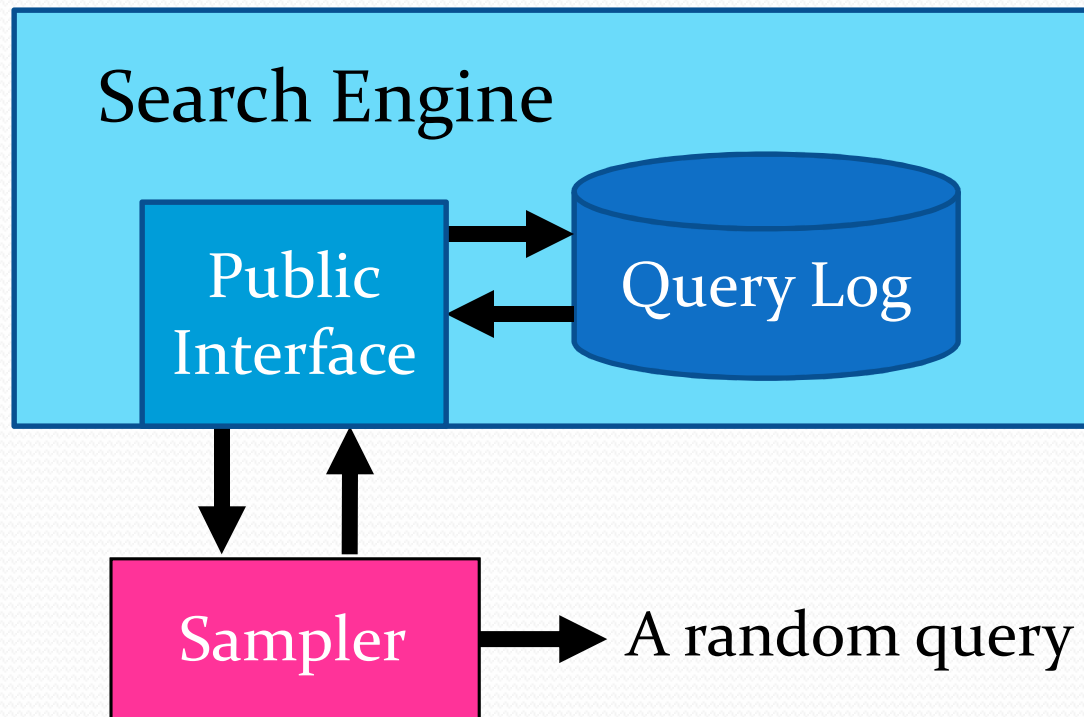 Search Engine
Public
Interface
Query Log
Sampler
A random query